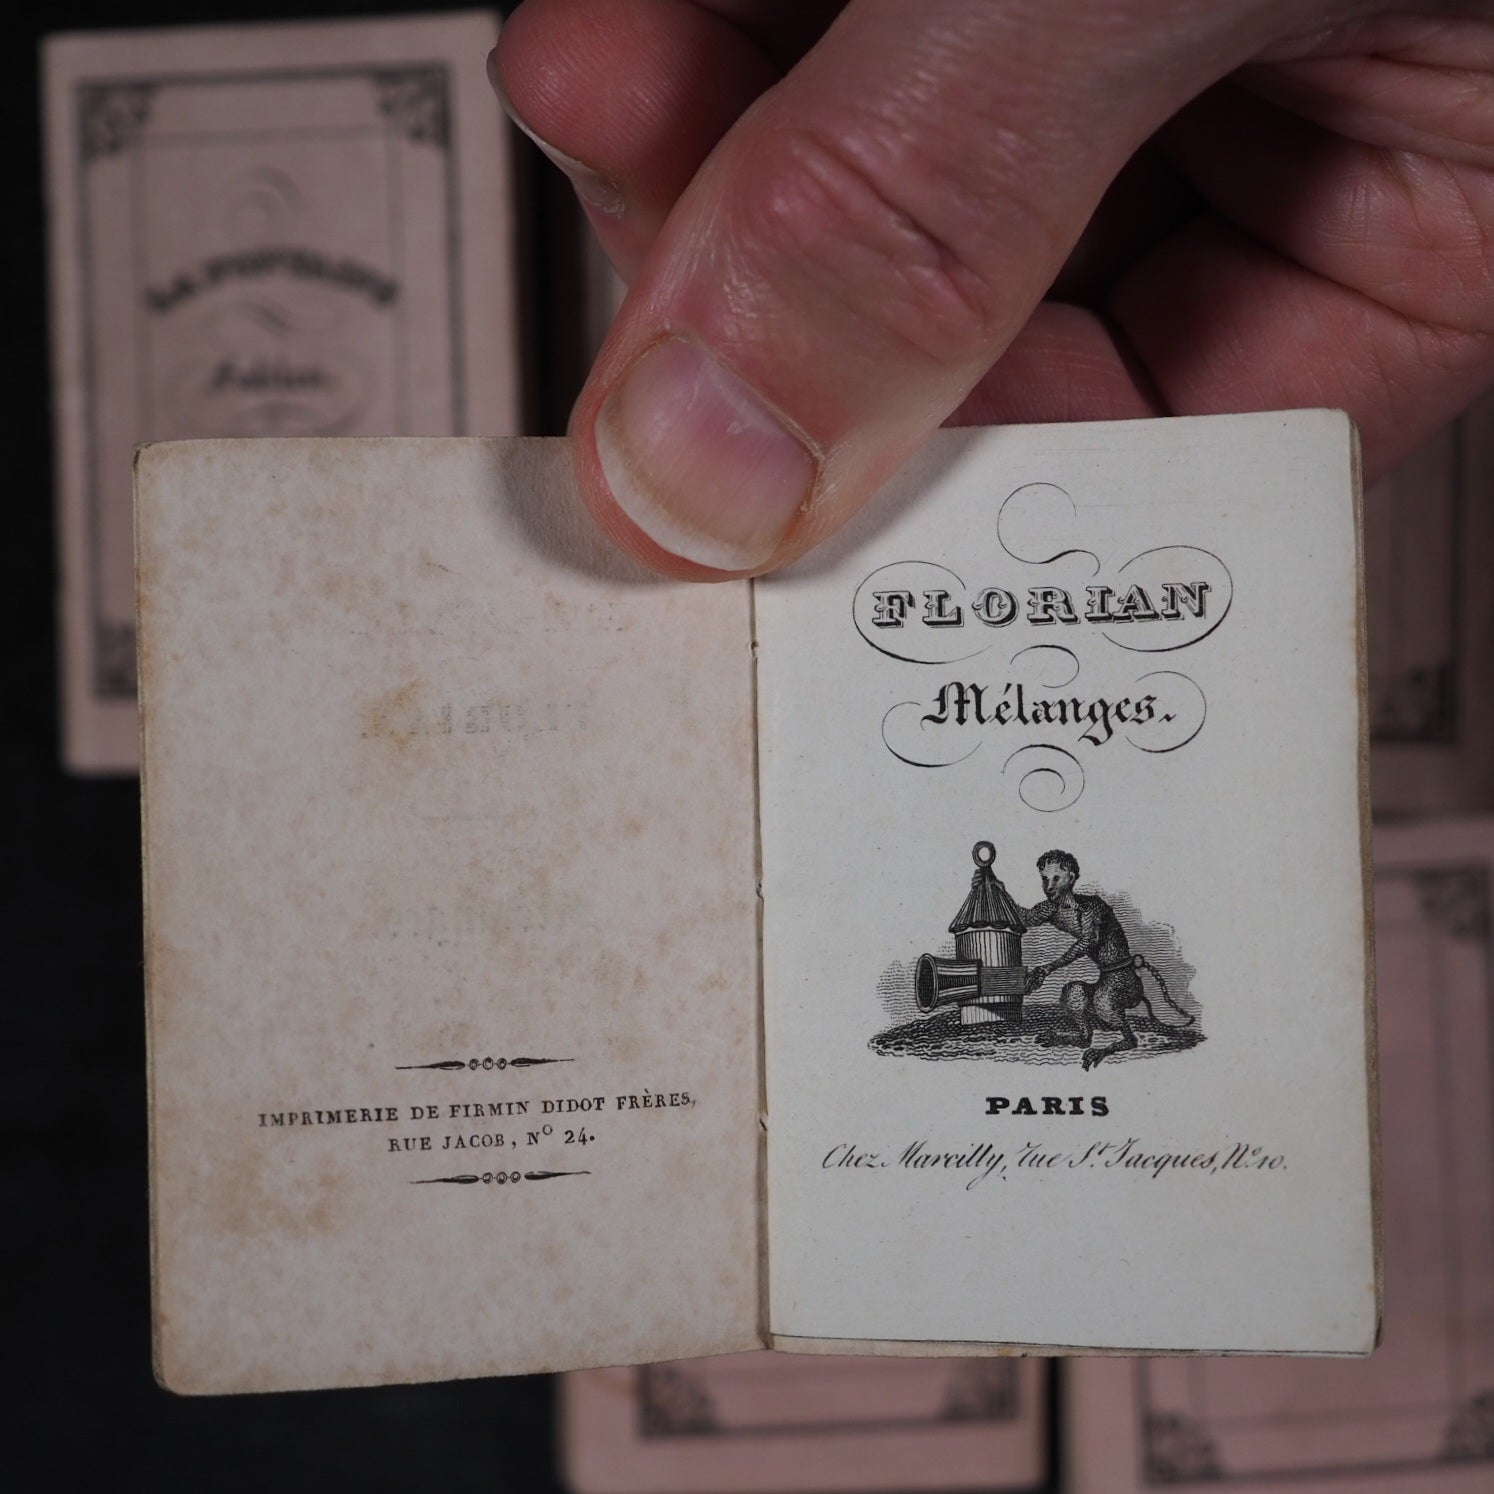 IMPRIMERIE DE FIRMIN DIDOT FRÈRES,
RUE JACOB, Nº 24.
FLORIAN
Mélanges.
PARIS
Chez Marcilly, rue St. Jacques, Nº. 10.